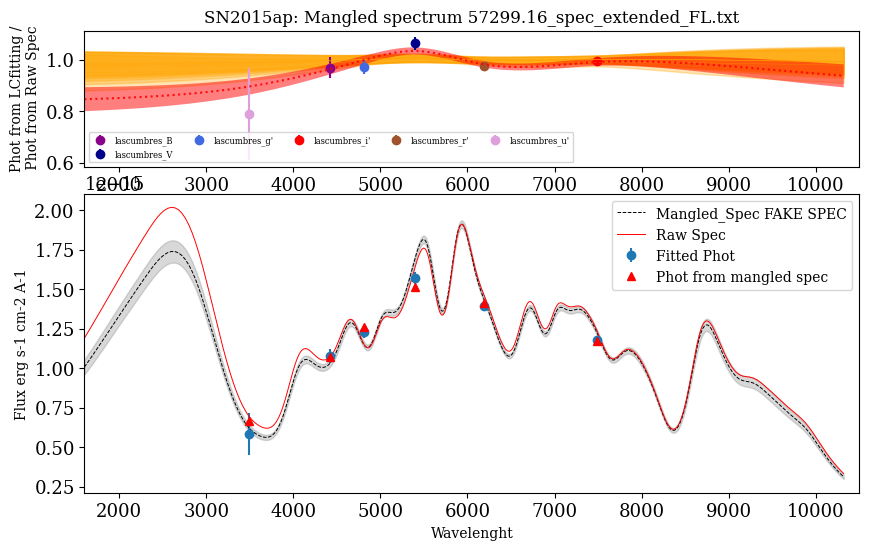 SN2015ap: Mangled spectrum 57299.16_spec_extended_FL.txt
Phot from LCfitting /
Phot from Raw Spec
1.0
0.8
0.6
lascumbres_B
lascumbres_g'
lascumbres_i'
lascumbres_r'
lascumbres_u'
lascumbres_V
2000 3000 4000 5000 6000 7000 8000 9000 10000
1e−15
Flux erg s-1 cm-2 A-1
2.00
1.75
1.50
1.25
1.00
0.75
0.50
0.25
Mangled_Spec FAKE SPEC
Raw Spec
Fitted Phot
Phot from mangled spec
2000 3000 4000 5000 6000 7000 8000 9000 10000
Wavelenght